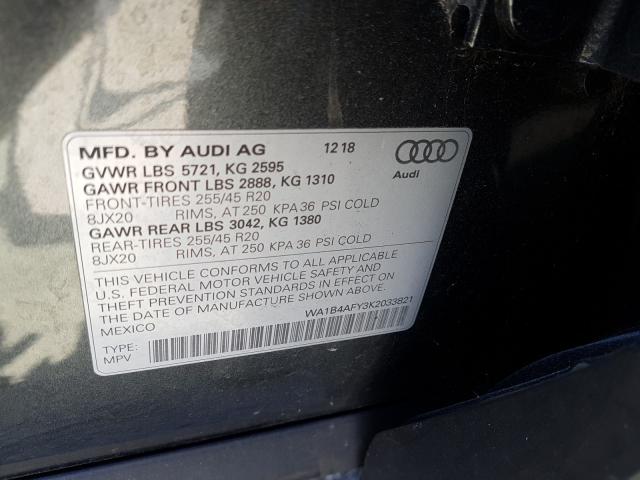 MFD. BY AUDI AG 12 18
GVWR LBS 5721, KG 2595
GAWR FRONT LBS 2888, KG 1310
FRONT-TIRES 255/45 R20
8JX20 RIMS, AT 250 KPA 36 PSI COLD
GAWR REAR LBS 3042, KG 1380
REAR-TIRES 255/45 R20
8JX20 RIMS, AT 250 KPA 36 PSI COLD
Audi
THIS VEHICLE CONFORMS TO ALL APPLICABLE
U.S. FEDERAL MOTOR VEHICLE SAFETY AND
THEFT PREVENTION STANDARDS IN EFFECT ON THE
DATE OF MANUFACTURE SHOWN ABOVE.
MEXICO WA1B4AFY3K2033821
TYPE:
MPV